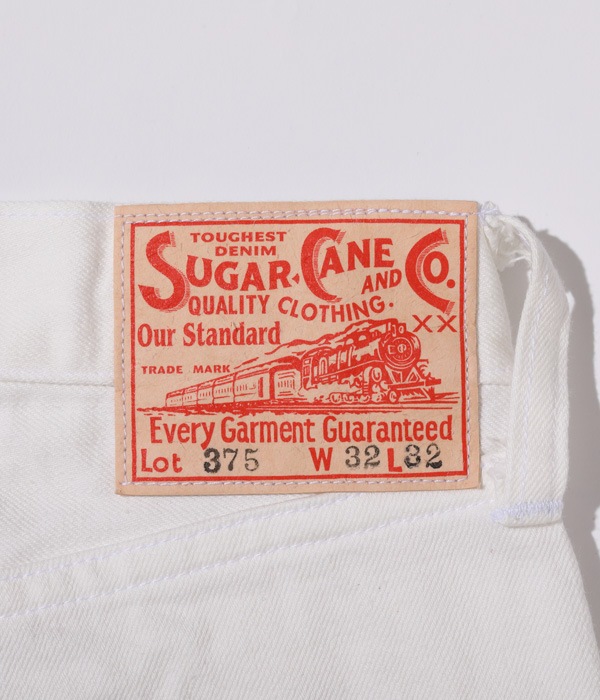 TOUGHEST
DENIM
SUGAR CANE AND CO.
QUALITY CLOTHING.
Our Standard XX
TRADE MARK
Every Garment Guaranteed
Lot 375 W 32 L 32